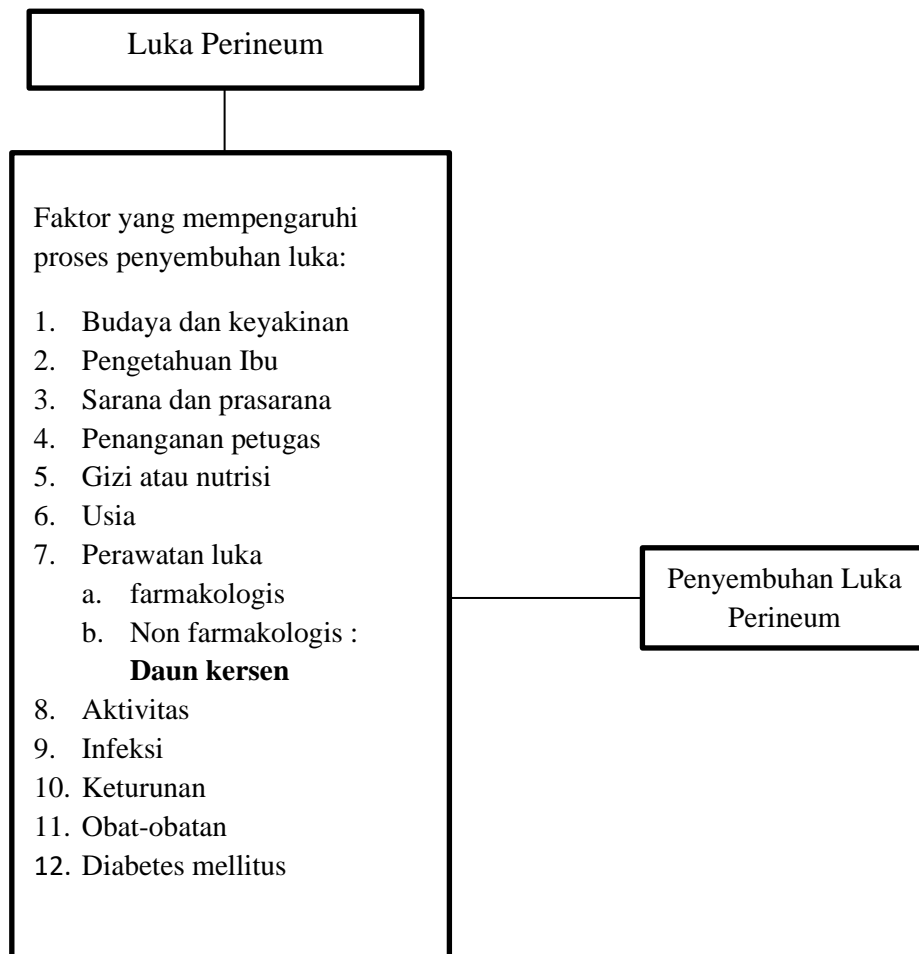 Luka Perineum
Faktor yang mempengaruhi
proses penyembuhan luka:
1. Budaya dan keyakinan
2. Pengetahuan Ibu
3. Sarana dan prasarana
4. Penanganan petugas
5. Gizi atau nutrisi
6. Usia
7. Perawatan luka
a. farmakologis
b. Non farmakologis :
Daun kersen
8. Aktivitas
9. Infeksi
10. Keturunan
11. Obat-obatan
12. Diabetes mellitus
Penyembuhan Luka
Perineum